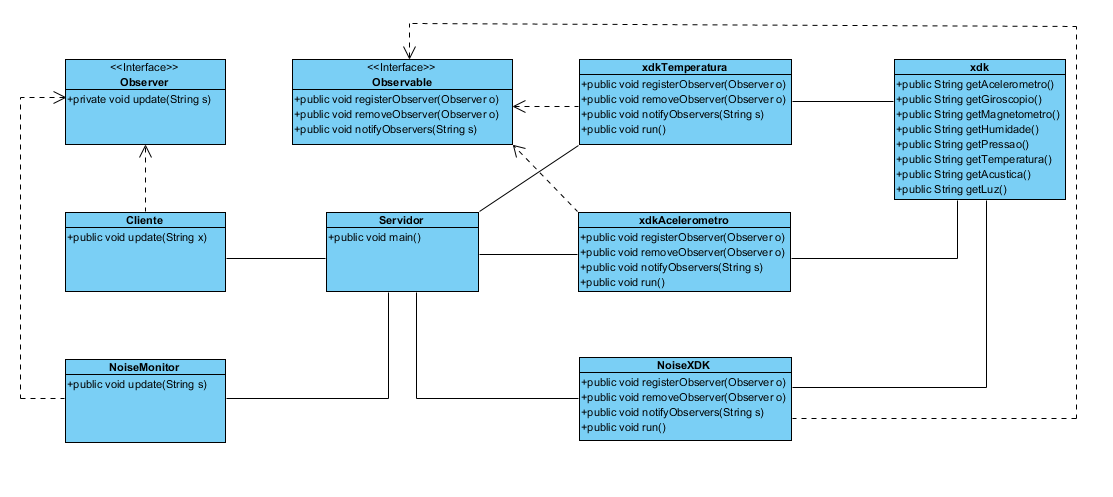 <<Interface>>
Observer
+private void update(String s)
<<Interface>>
Observable
+public void registerObserver(Observer o)
+public void removeObserver(Observer o)
+public void notifyObservers(String s)
xdkTemperatura
+public void registerObserver(Observer o)
+public void removeObserver(Observer o)
+public void notifyObservers(String s)
+public void run()
xdk
+public String getAcelerometro()
+public String getGiroscopio()
+public String getMagnetometro()
+public String getHumidade()
+public String getPressao()
+public String getTemperatura()
+public String getAcustica()
+public String getLuz()
Cliente
+public void update(String x)
Servidor
+public void main()
xdkAcelerometro
+public void registerObserver(Observer o)
+public void removeObserver(Observer o)
+public void notifyObservers(String s)
+public void run()
NoiseMonitor
+public void update(String s)
NoiseXDK
+public void registerObserver(Observer o)
+public void removeObserver(Observer o)
+public void notifyObservers(String s)
+public void run()